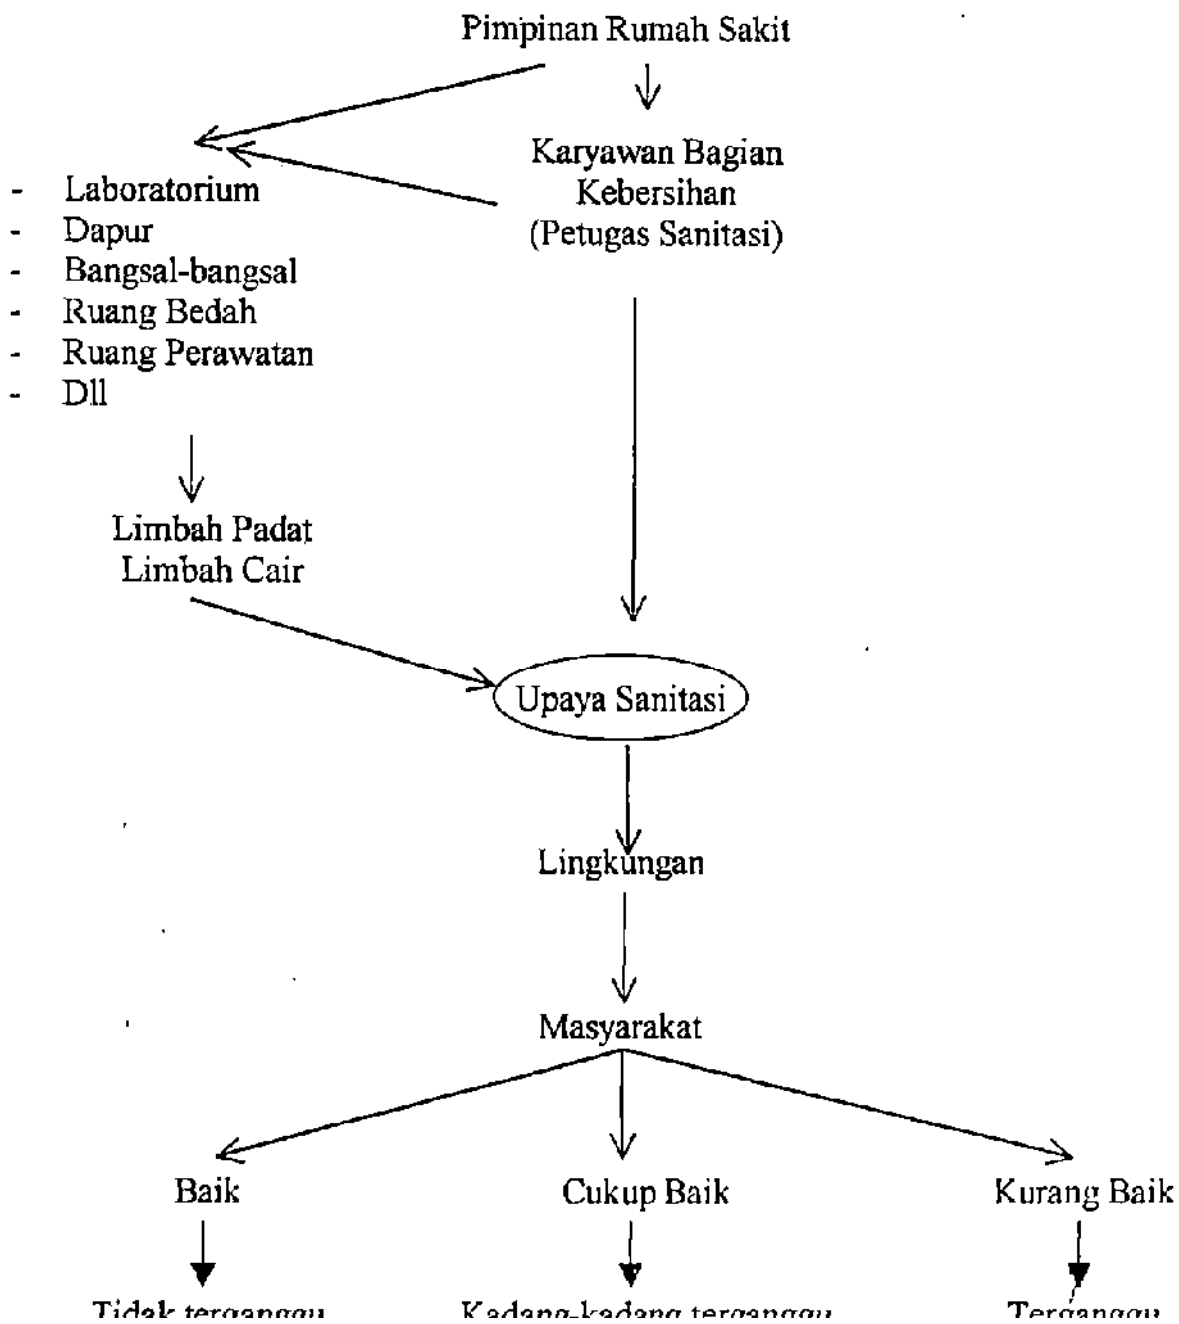 Pimpinan Rumah Sakit
Karyawan Bagian
Kebersihan
(Petugas Sanitasi)
- Laboratorium
- Dapur
- Bangsal-bangsal
- Ruang Bedah
- Ruang Perawatan
- Dll
Limbah Padat
Limbah Cair
Upaya Sanitasi
Lingkungan
Masyarakat
Baik
Cukup Baik
Kurang Baik
Tidak terganggu
Kadang-kadang terganggu
Terganggu